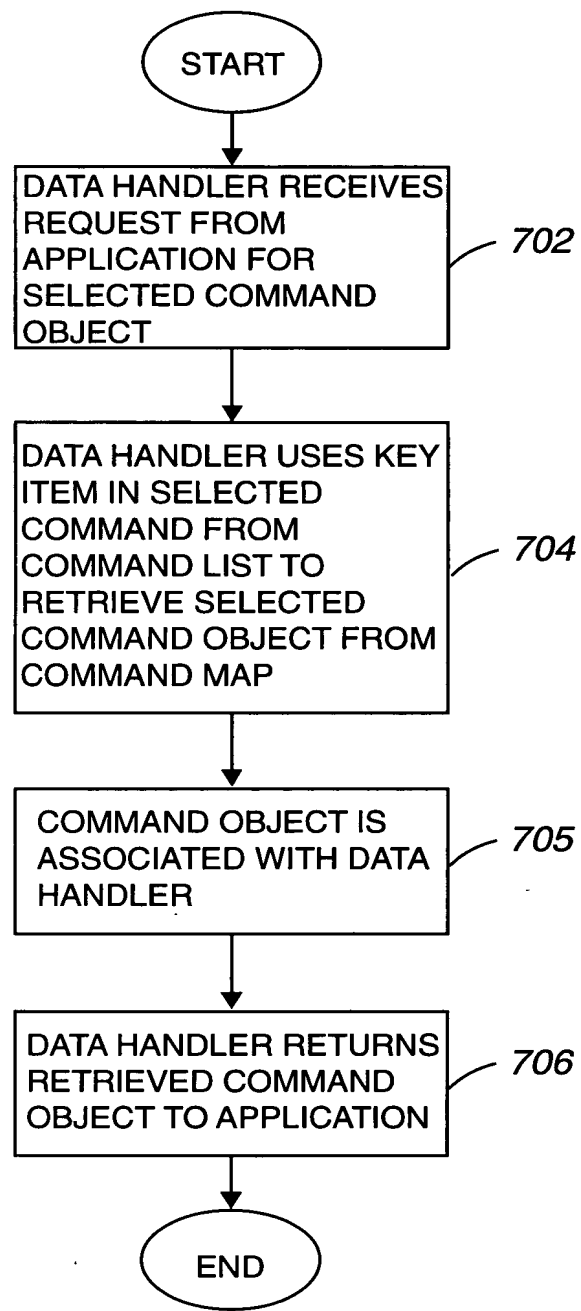 START
DATA HANDLER RECEIVES
REQUEST FROM
APPLICATION FOR
SELECTED COMMAND
OBJECT
702
DATA HANDLER USES KEY
ITEM IN SELECTED
COMMAND FROM
COMMAND LIST TO
RETRIEVE SELECTED
COMMAND OBJECT FROM
COMMAND MAP
704
COMMAND OBJECT IS
ASSOCIATED WITH DATA
HANDLER
705
DATA HANDLER RETURNS
RETRIEVED COMMAND
OBJECT TO APPLICATION
706
END